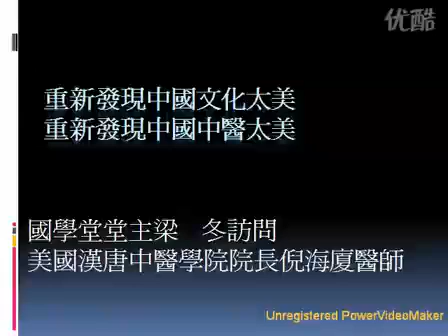 优酷
重新發現中國文化太美
重新發現中國中醫太美
國學堂堂主梁　冬訪問
美國漢唐中醫學院院長倪海廈醫師
Unregistered PowerVideoMaker